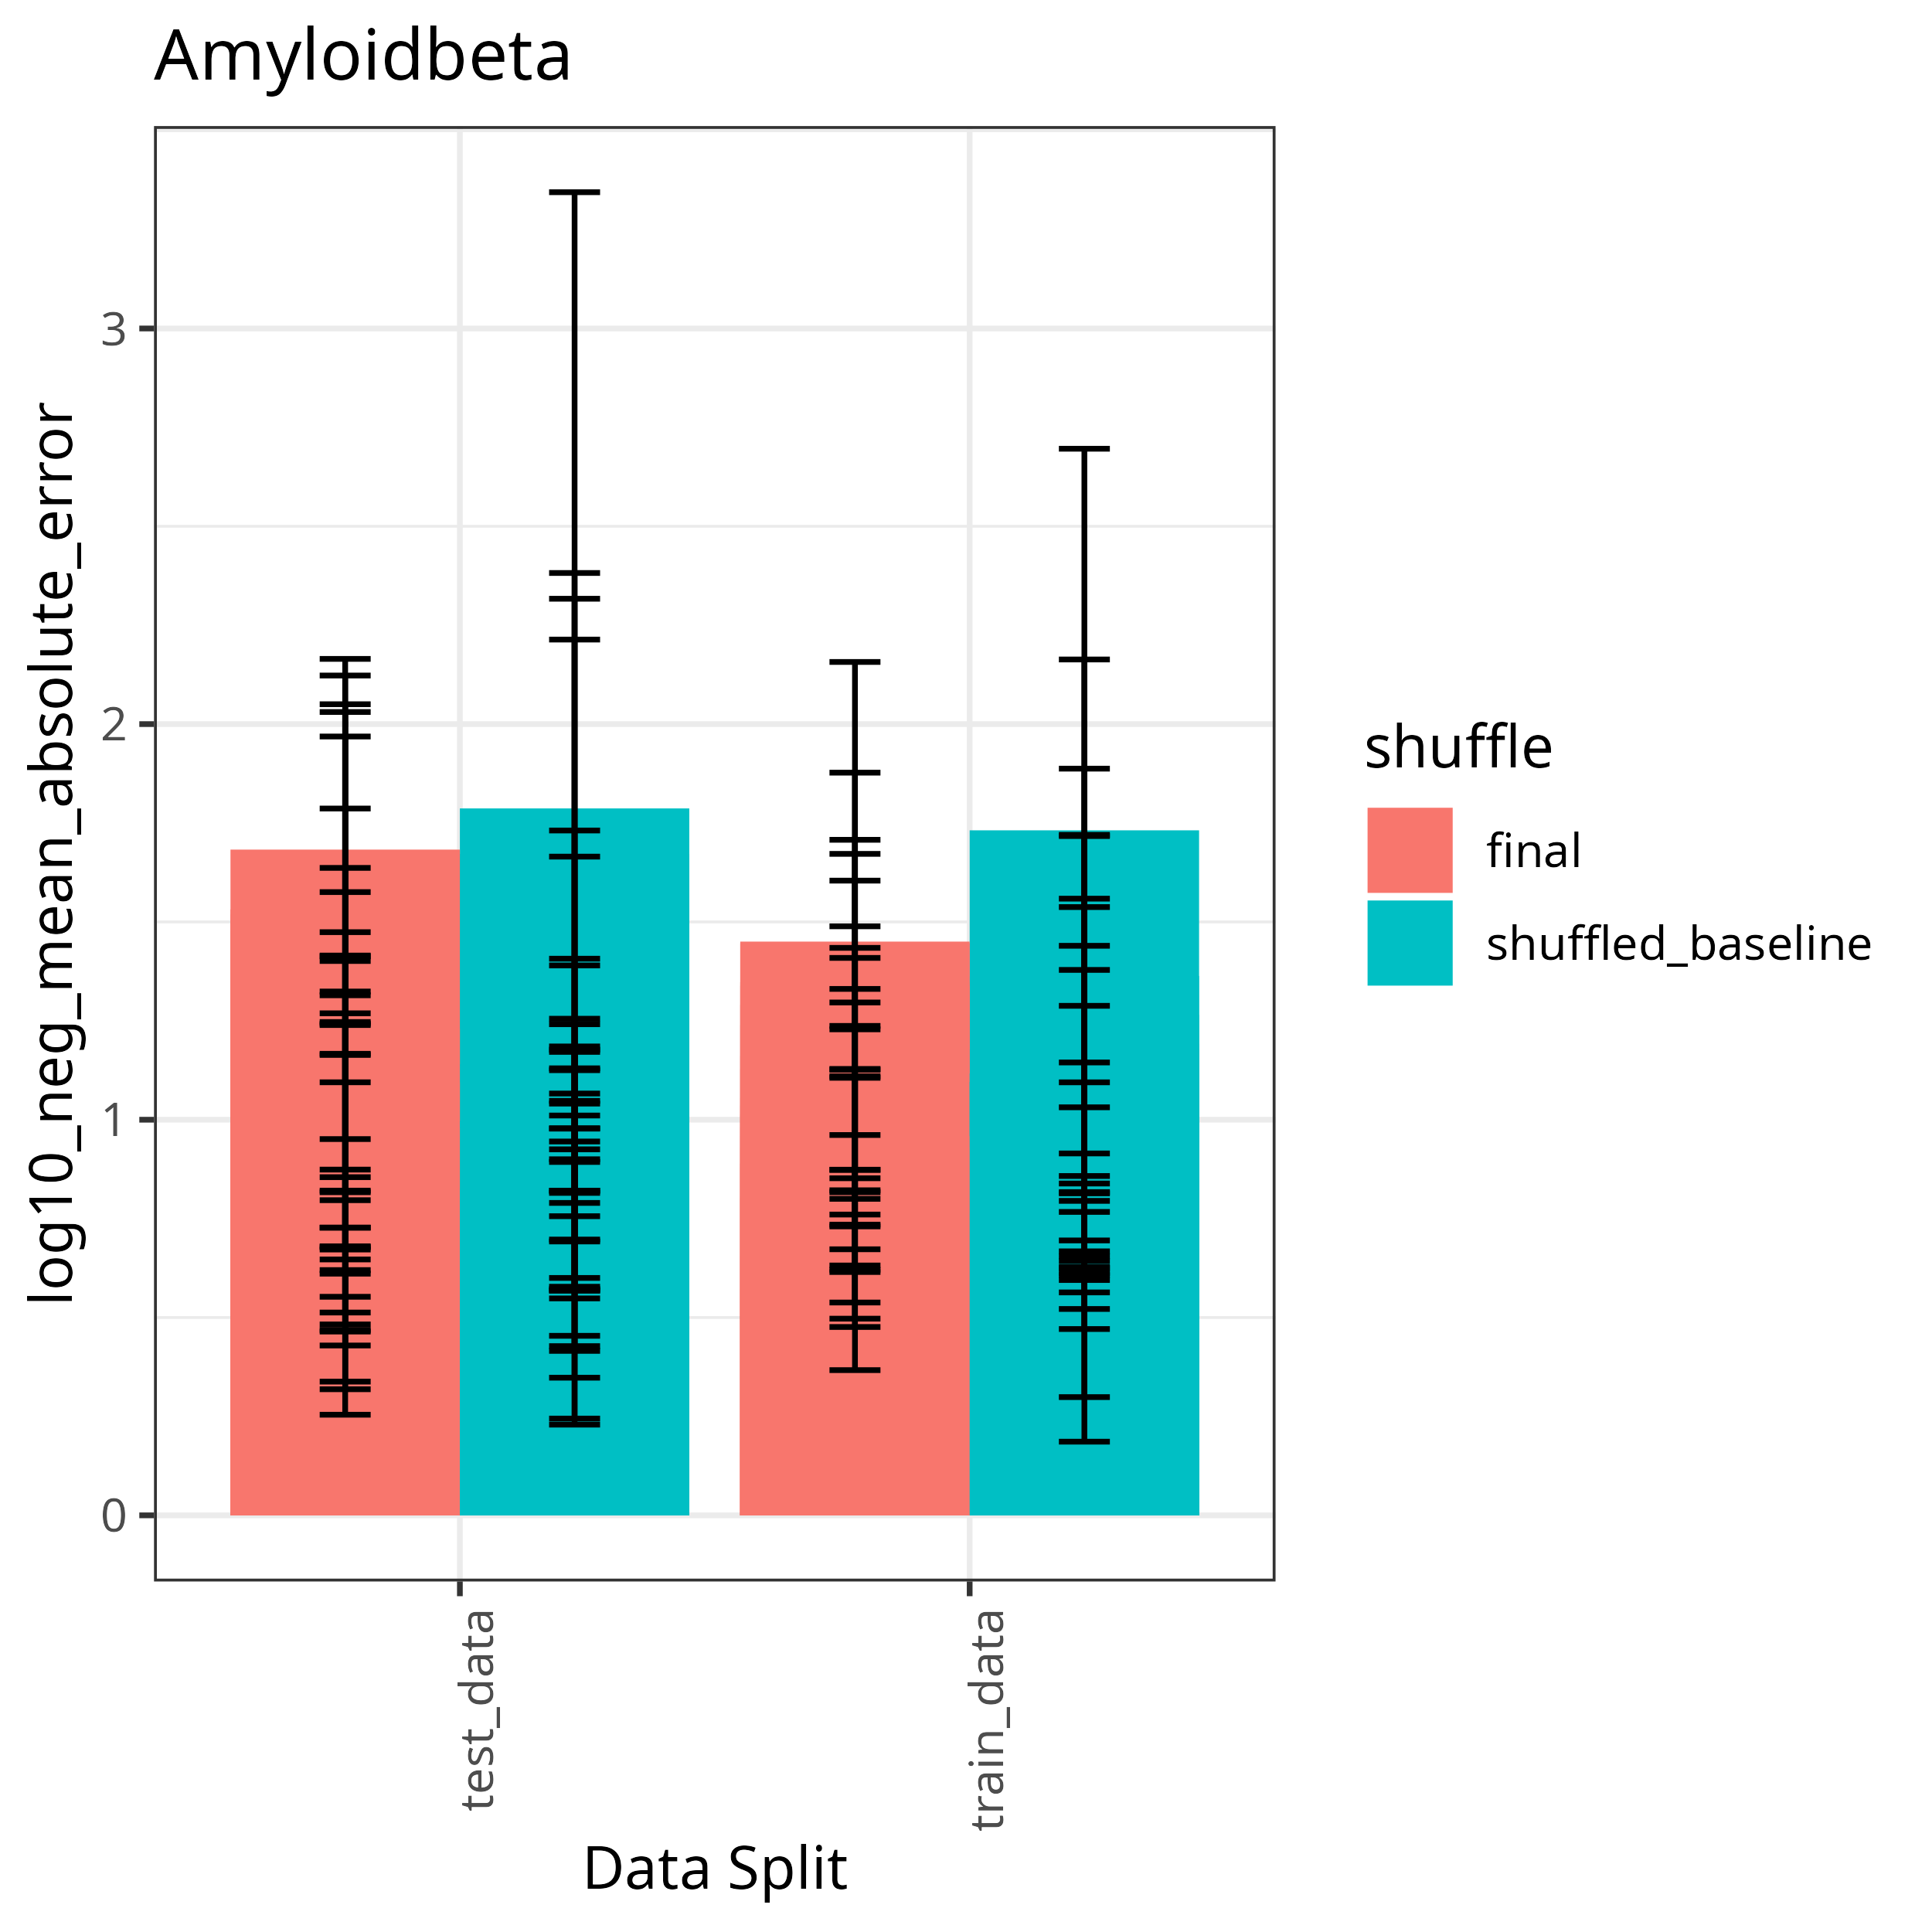 Amyloidbeta
log10_neg_mean_absolute_error
3
2
1
0
test_data
train_data
Data Split
shuffle
final
shuffled_baseline